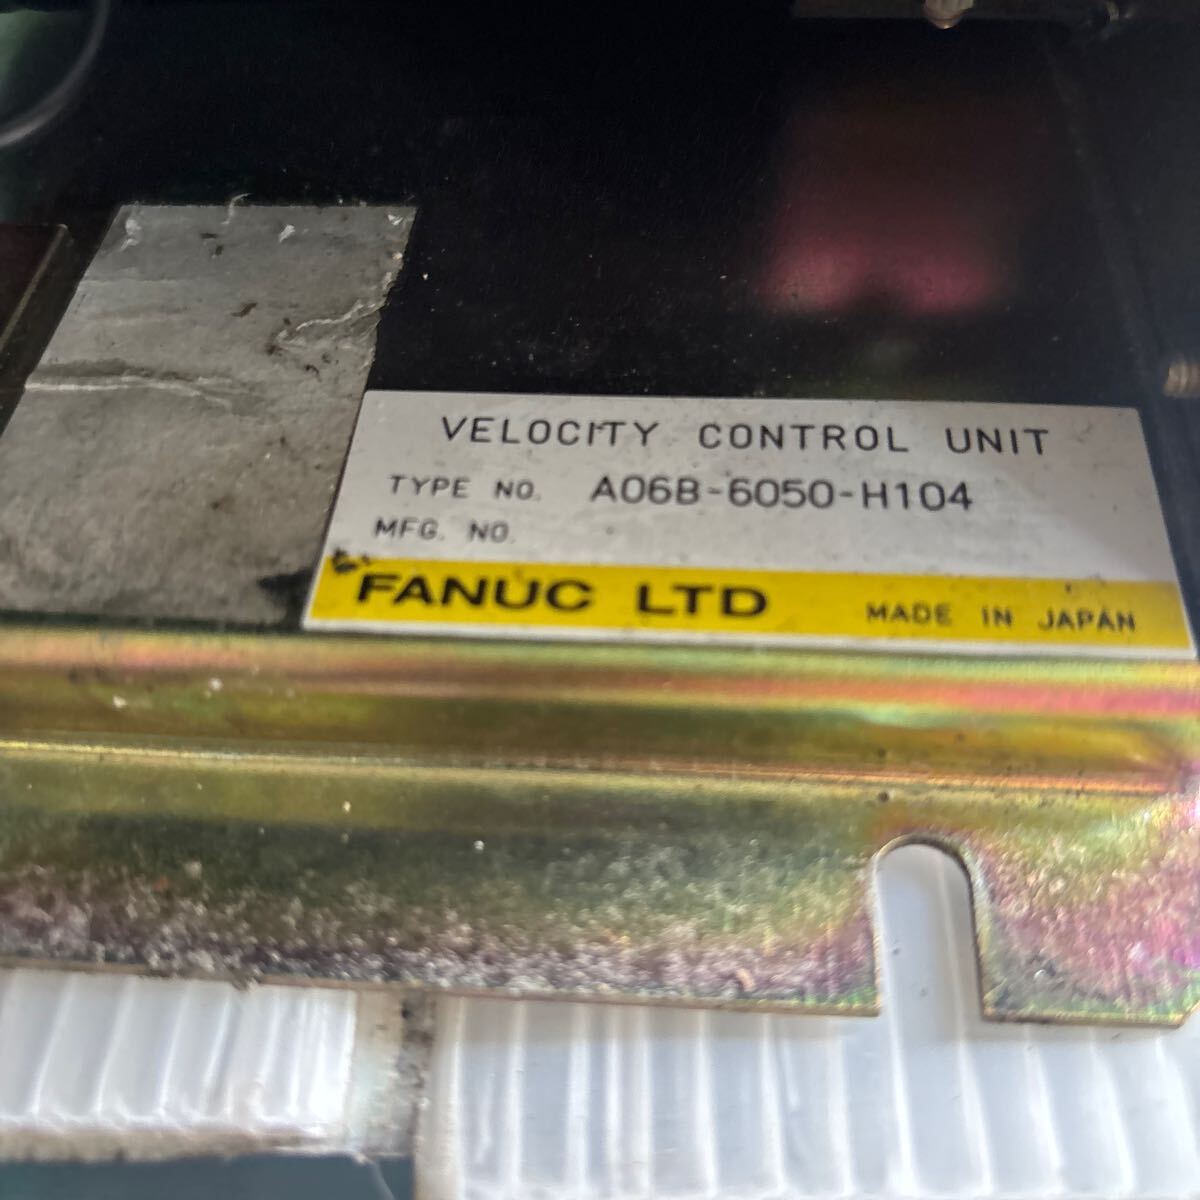 VELOCITY CONTROL UNIT
TYPE NO. A06B-6050-H104
MFG. NO.
FANUC LTD MADE IN JAPAN